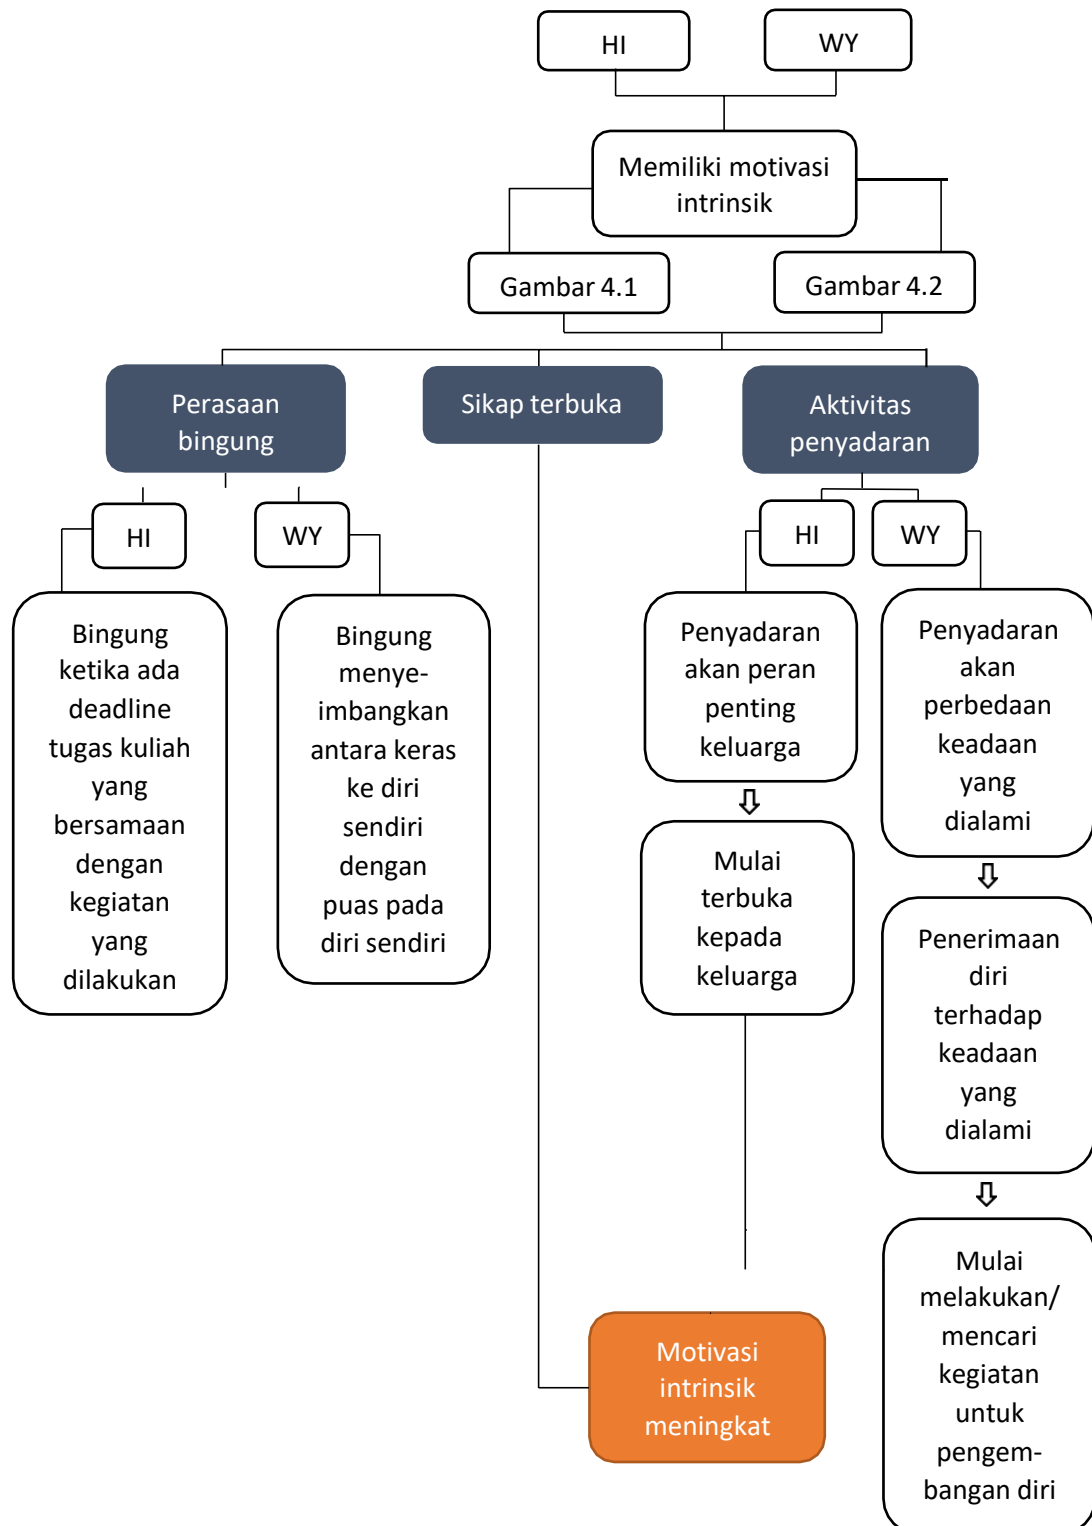 HI
WY
Memiliki motivasi
intrinsik
Gambar 4.1
Gambar 4.2
Perasaan
bingung
Sikap terbuka
Aktivitas
penyadaran
HI
WY
HI
WY
Bingung
ketika ada
deadline
tugas kuliah
yang
bersamaan
dengan
kegiatan
yang
dilakukan
Bingung
menye-
imbangkan
antara keras
ke diri
sendiri
dengan
puas pada
diri sendiri
Penyadaran
akan peran
penting
keluarga
Mulai
terbuka
kepada
keluarga
Penyadaran
akan
perbedaan
keadaan
yang
dialami
Penerimaan
diri
terhadap
keadaan
yang
dialami
Mulai
melakukan/
mencari
kegiatan
untuk
pengem-
bangan diri
Motivasi
intrinsik
meningkat